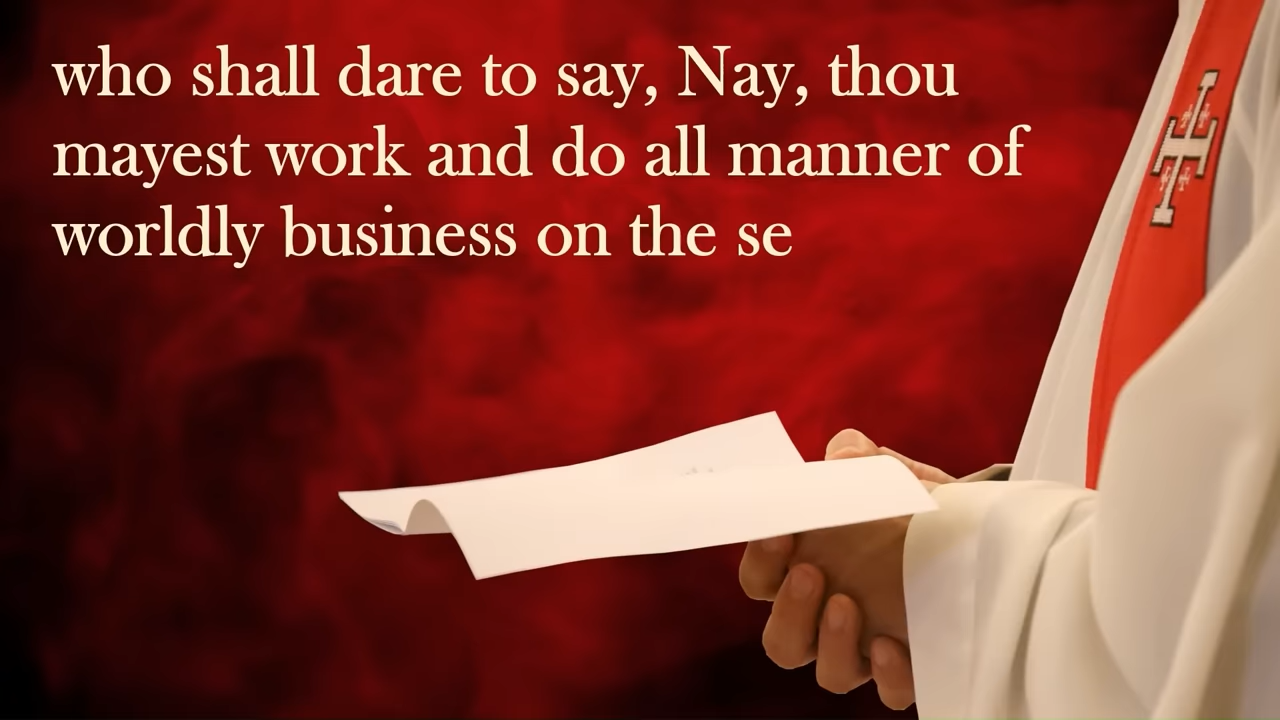 who shall dare to say, Nay, thou
mayest work and do all manner of
worldly business on the se